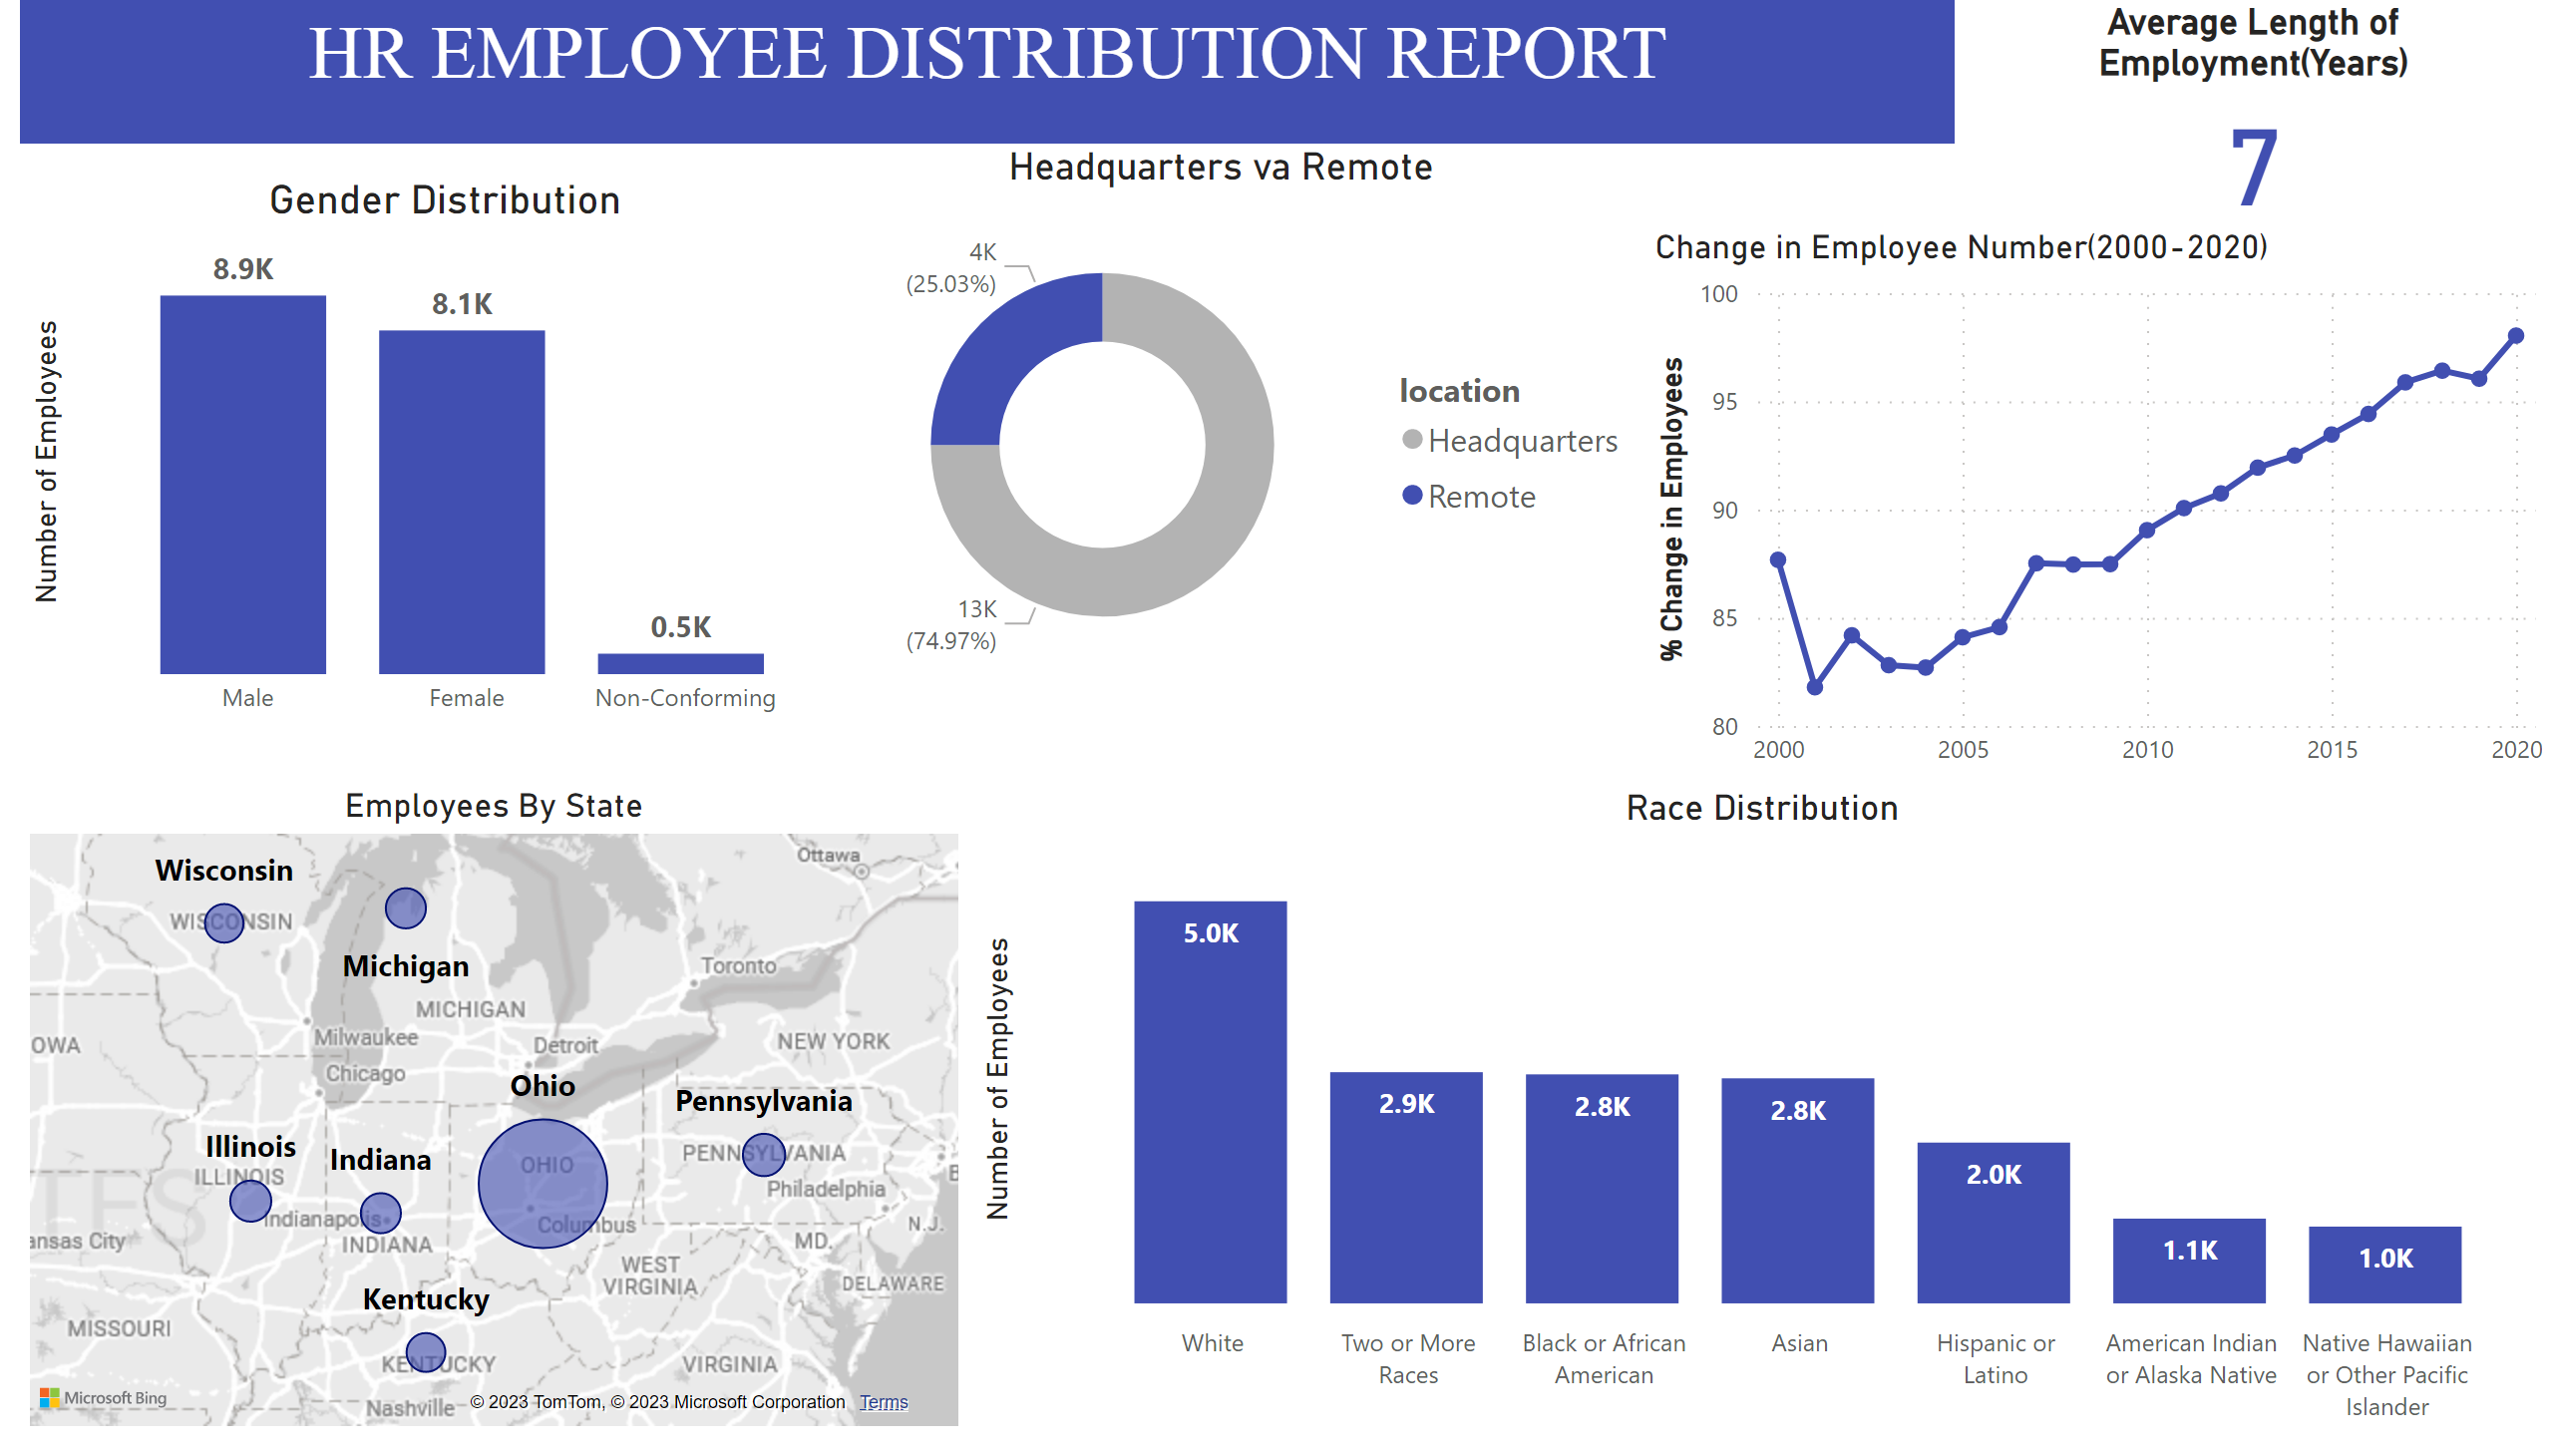 HR EMPLOYEE DISTRIBUTION REPORT
Average Length of
Employment(Years)
7
Gender Distribution
Number of Employees
8.9K
8.1K
0.5K
Male
Female
Non-Conforming
Headquarters va Remote
4K
(25.03%)
13K
(74.97%)
location
Headquarters
Remote
Change in Employee Number(2000-2020)
% Change in Employees
100
95
90
85
80
2000
2005
2010
2015
2020
Employees By State
Ottawa
Wisconsin
WISCONSIN
Michigan
Toronto
MICHIGAN
Milwaukee
OWA
Detroit
NEW YORK
Chicago
Ohio
Pennsylvania
Illinois
Indiana
PENNSYLVANIA
OHIO
ILLINOIS
TES
Philadelphia
B
E
Indianapolis
Columbus
N.J.
ansas City
INDIANA
MD.
WEST
VIRGINIA
DELAWARE
Kentucky
MISSOURI
KENTUCKY
VIRGINIA
Microsoft Bing
Nashville
© 2023 TomTom, © 2023 Microsoft Corporation
Terms
Race Distribution
Number of Employees
5.0K
2.9K
2.8K
2.8K
2.0K
1.1K
1.0K
White
Two or More
Races
Black or African
American
Asian
Hispanic or
Latino
American Indian
or Alaska Native
Native Hawaiian
or Other Pacific
Islander